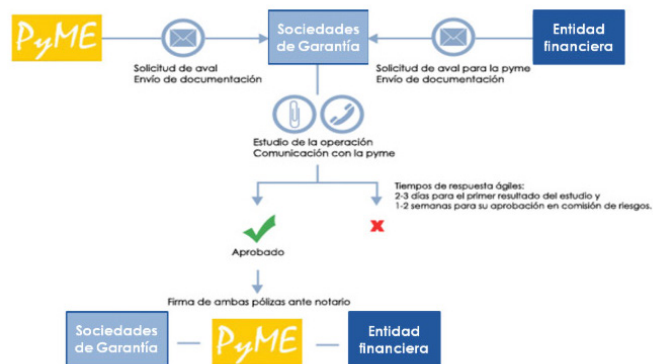 PyME
Sociedades
de Garantía
Entidad
financiera
Solicitud de aval
Envío de documentación
Solicitud de aval para la pyme
Envío de documentación
Estudio de la operación
Comunicación con la pyme
Tiempos de respuesta ágiles:
2-3 días para el primer resultado del estudio y
1-2 semanas para su aprobación en comisión de riesgos.
Aprobado
Firma de ambas pólizas ante notario
Sociedades
de Garantía
PyME
Entidad
financiera